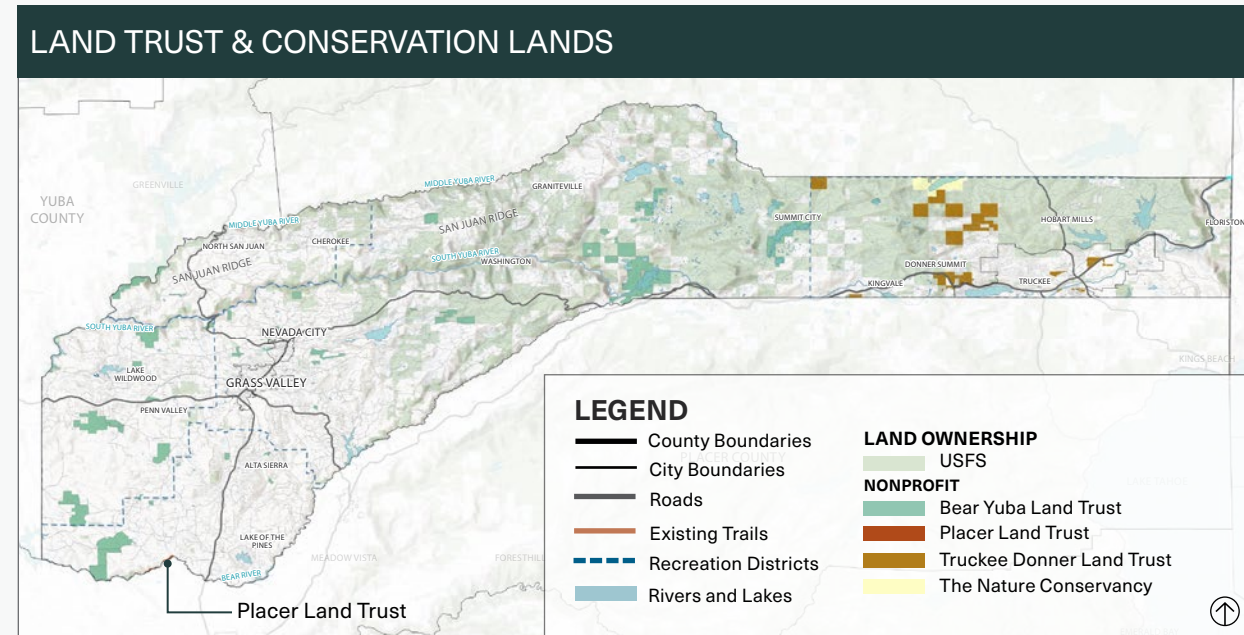 LAND TRUST & CONSERVATION LANDS
YUBA
COUNTY
GREENVILLE
MIDDLE YUBA RIVER
GRANITEVILLE
MIDDLE YUBA RIVER
SAN JUAN RIDGE
NORTH SAN JUAN
CHEROKEE
SAN JUAN RIDGE
SOUTH YUBA RIVER
WASHINGTON
SUMMIT CITY
HOBART MILLS
FLORISTON
DONNER SUMMIT
KINGVALE
TRUCKEE
SOUTH YUBA RIVER
NEVADA CITY
LAKE
WILDWOOD
GRASS VALLEY
KINGS BEACH
PENN VALLEY
ALTA SIERRA
LAKE OF THE
PINES
MEADOW VISTA
FORESTHILL
BEAR RIVER
Placer Land Trust
PLACER COUNTY
LAKE TAHOE
LEGEND
County Boundaries
City Boundaries
Roads
Existing Trails
Recreation Districts
Rivers and Lakes
LAND OWNERSHIP
USFS
NONPROFIT
Bear Yuba Land Trust
Placer Land Trust
Truckee Donner Land Trust
The Nature Conservancy